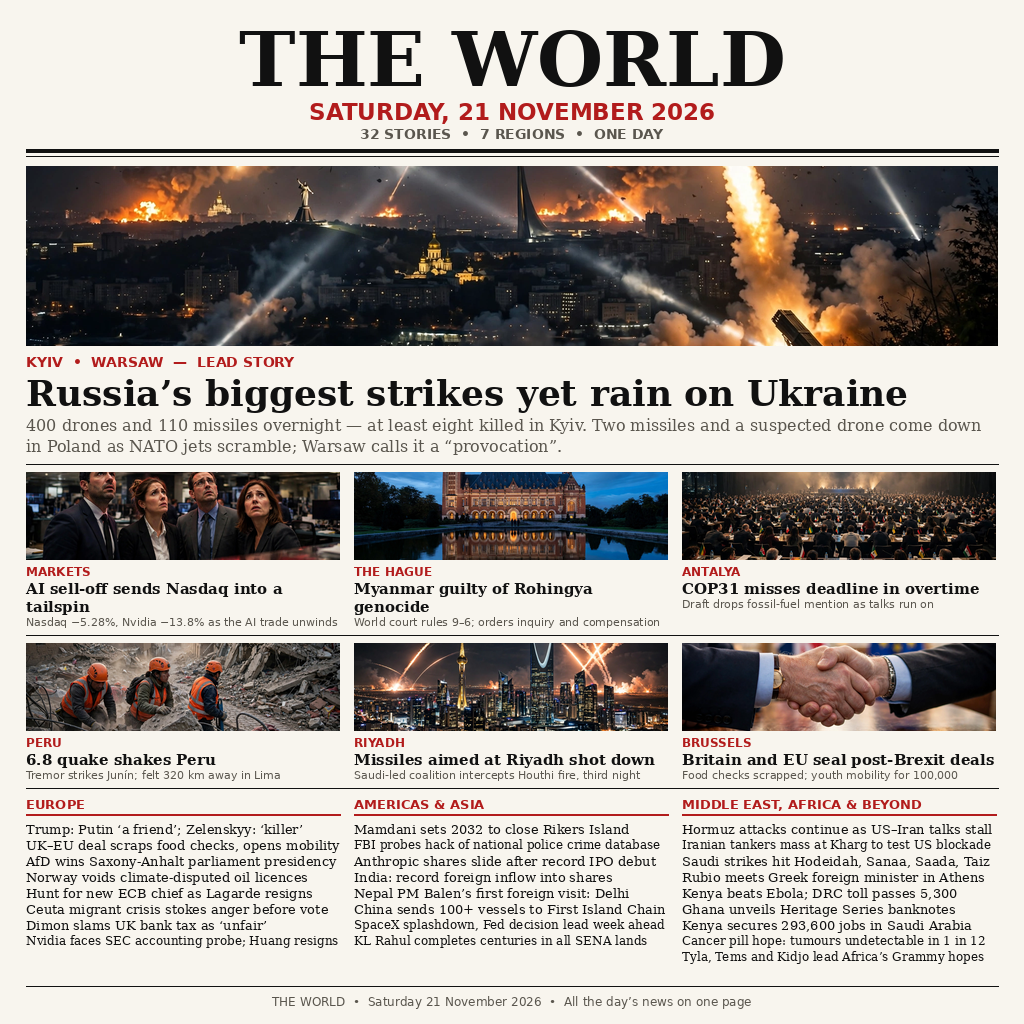 THE WORLD
SATURDAY, 21 NOVEMBER 2026
32 STORIES • 7 REGIONS • ONE DAY
KYIV • WARSAW — LEAD STORY
Russia’s biggest strikes yet rain on Ukraine
400 drones and 110 missiles overnight — at least eight killed in Kyiv. Two missiles and a suspected drone come down
in Poland as NATO jets scramble; Warsaw calls it a “provocation”.
MARKETS
AI sell-off sends Nasdaq into a
tailspin
Nasdaq −5.28%, Nvidia −13.8% as the AI trade unwinds
THE HAGUE
Myanmar guilty of Rohingya
genocide
World court rules 9–6; orders inquiry and compensation
ANTALYA
COP31 misses deadline in overtime
Draft drops fossil-fuel mention as talks run on
PERU
6.8 quake shakes Peru
Tremor strikes Junín; felt 320 km away in Lima
RIYADH
Missiles aimed at Riyadh shot down
Saudi-led coalition intercepts Houthi fire, third night
BRUSSELS
Britain and EU seal post-Brexit deals
Food checks scrapped; youth mobility for 100,000
EUROPE
Trump: Putin ‘a friend’; Zelenskyy: ‘killer’
UK–EU deal scraps food checks, opens mobility
AfD wins Saxony-Anhalt parliament presidency
Norway voids climate-disputed oil licences
Hunt for new ECB chief as Lagarde resigns
Ceuta migrant crisis stokes anger before vote
Dimon slams UK bank tax as ‘unfair’
Nvidia faces SEC accounting probe; Huang resigns
AMERICAS & ASIA
Mamdani sets 2032 to close Rikers Island
FBI probes hack of national police crime database
Anthropic shares slide after record IPO debut
India: record foreign inflow into shares
Nepal PM Balen’s first foreign visit: Delhi
China sends 100+ vessels to First Island Chain
SpaceX splashdown, Fed decision lead week ahead
KL Rahul completes centuries in all SENA lands
MIDDLE EAST, AFRICA & BEYOND
Hormuz attacks continue as US–Iran talks stall
Iranian tankers mass at Kharg to test US blockade
Saudi strikes hit Hodeidah, Sanaa, Saada, Taiz
Rubio meets Greek foreign minister in Athens
Kenya beats Ebola; DRC toll passes 5,300
Ghana unveils Heritage Series banknotes
Kenya secures 293,600 jobs in Saudi Arabia
Cancer pill hope: tumours undetectable in 1 in 12
Tyla, Tems and Kidjo lead Africa’s Grammy hopes
THE WORLD • Saturday 21 November 2026 • All the day’s news on one page